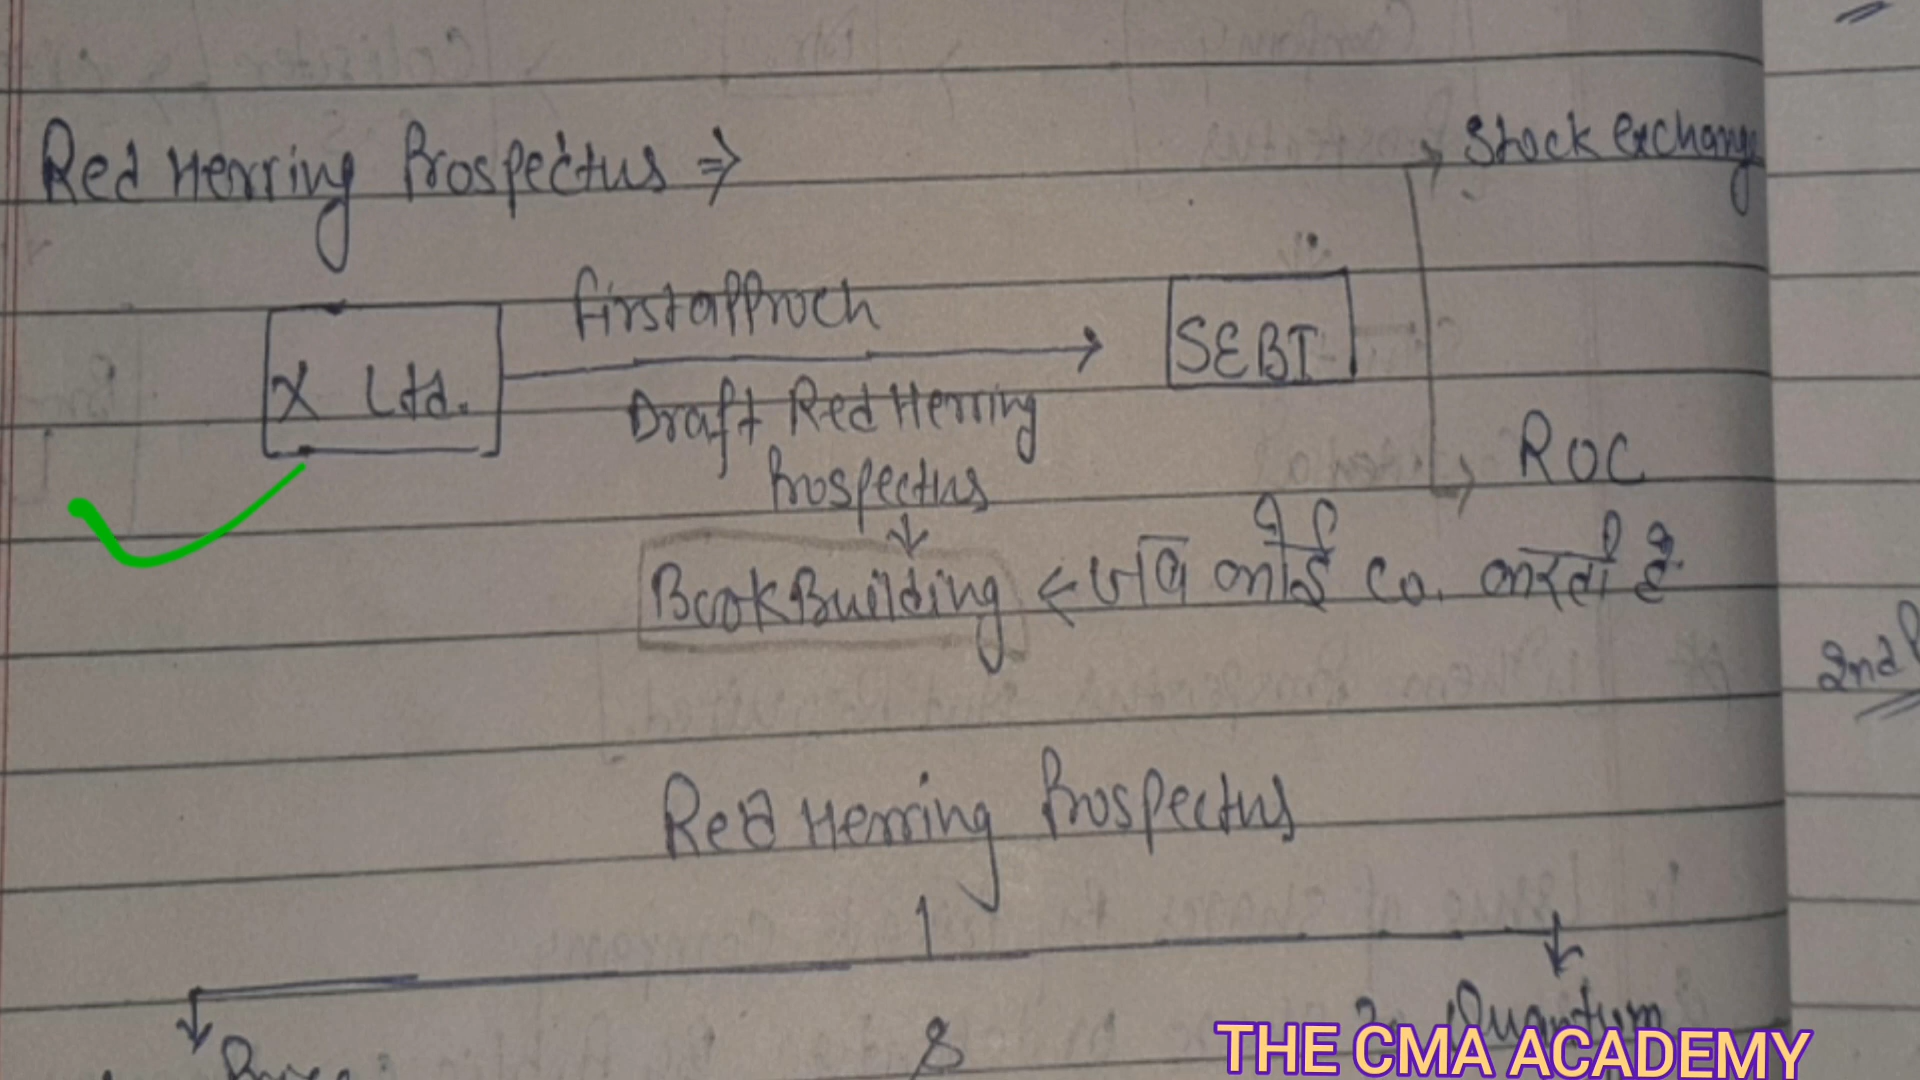 Red Herring Prospectus ⇒
Stock exchange
First approch
X Ltd.
SEBI
Draft Red Herring
Prospectus
ROC
Book Building ← जब कोई Co. करती है
2nd
Red Herring Prospectus
&
Quantum
THE CMA ACADEMY